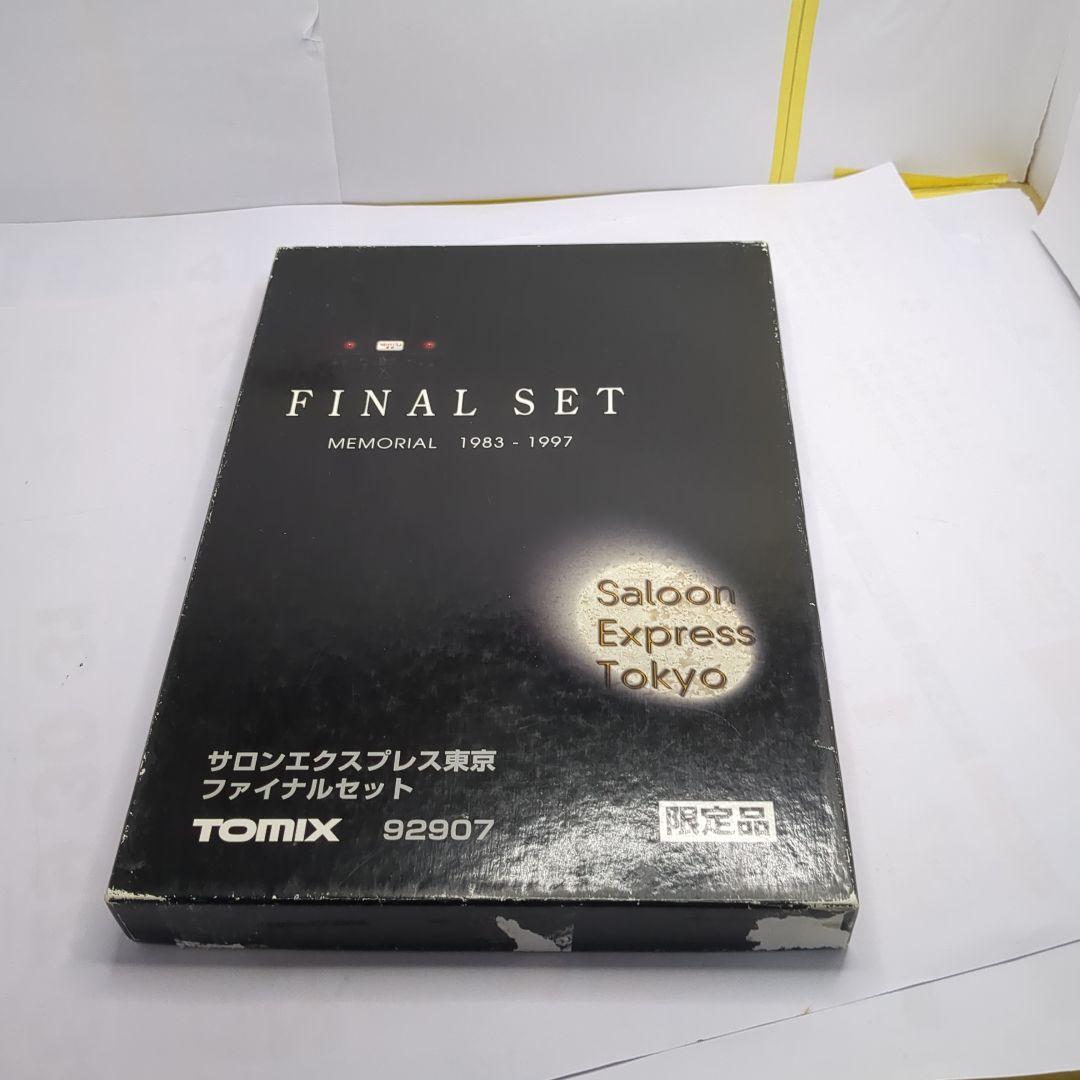 FINAL SET
MEMORIAL 1983 - 1997
Saloon
Express
Tokyo
サロンエクスプレス東京
ファイナルセット
TOMIX 92907
限定品